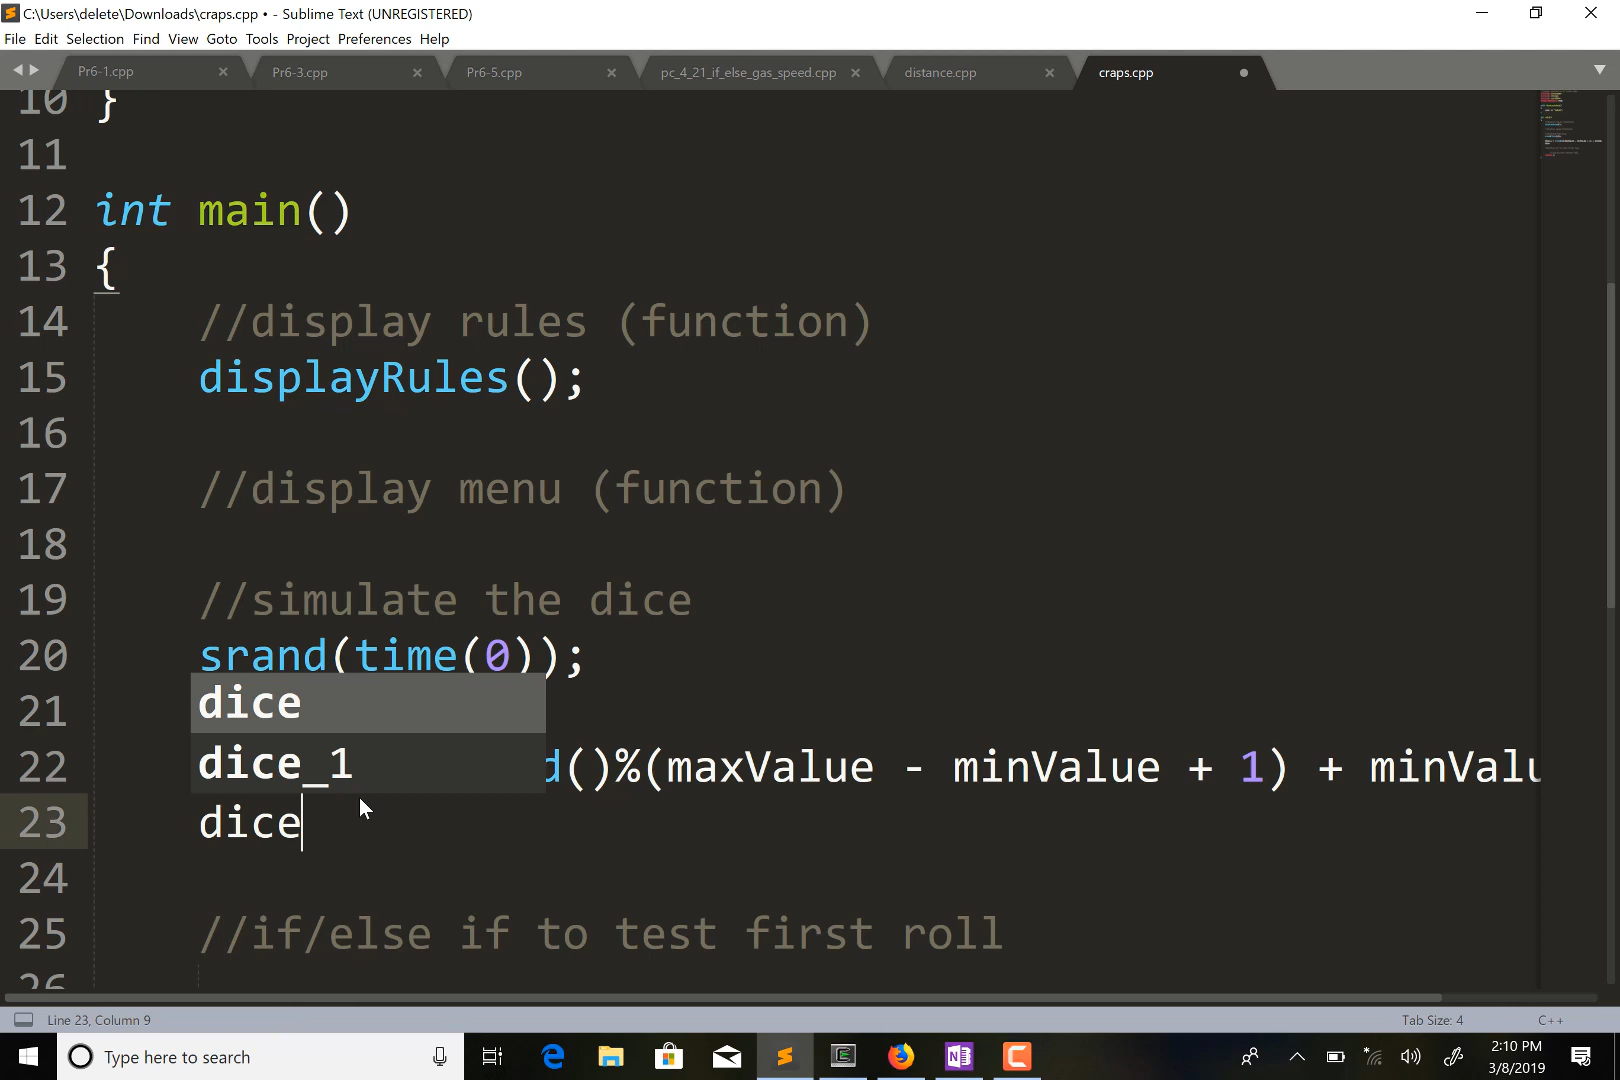 C:\Users\delete\Downloads\craps.cpp • - Sublime Text (UNREGISTERED)
File Edit Selection Find View Goto Tools Project Preferences Help
Pr6-1.cpp Pr6-3.cpp Pr6-5.cpp pc_4_21_if_else_gas_speed.cpp distance.cpp craps.cpp
10 }
11
12 int main()
13 {
14 //display rules (function)
15 displayRules();
16
17 //display menu (function)
18
19 //simulate the dice
20 srand(time(0));
dice
21
dice_1
22 d()%(maxValue - minValue + 1) + minValu
23 dice
24
25 //if/else if to test first roll
26
Line 23, Column 9 Tab Size: 4 C++
Type here to search
2:10 PM
3/8/2019